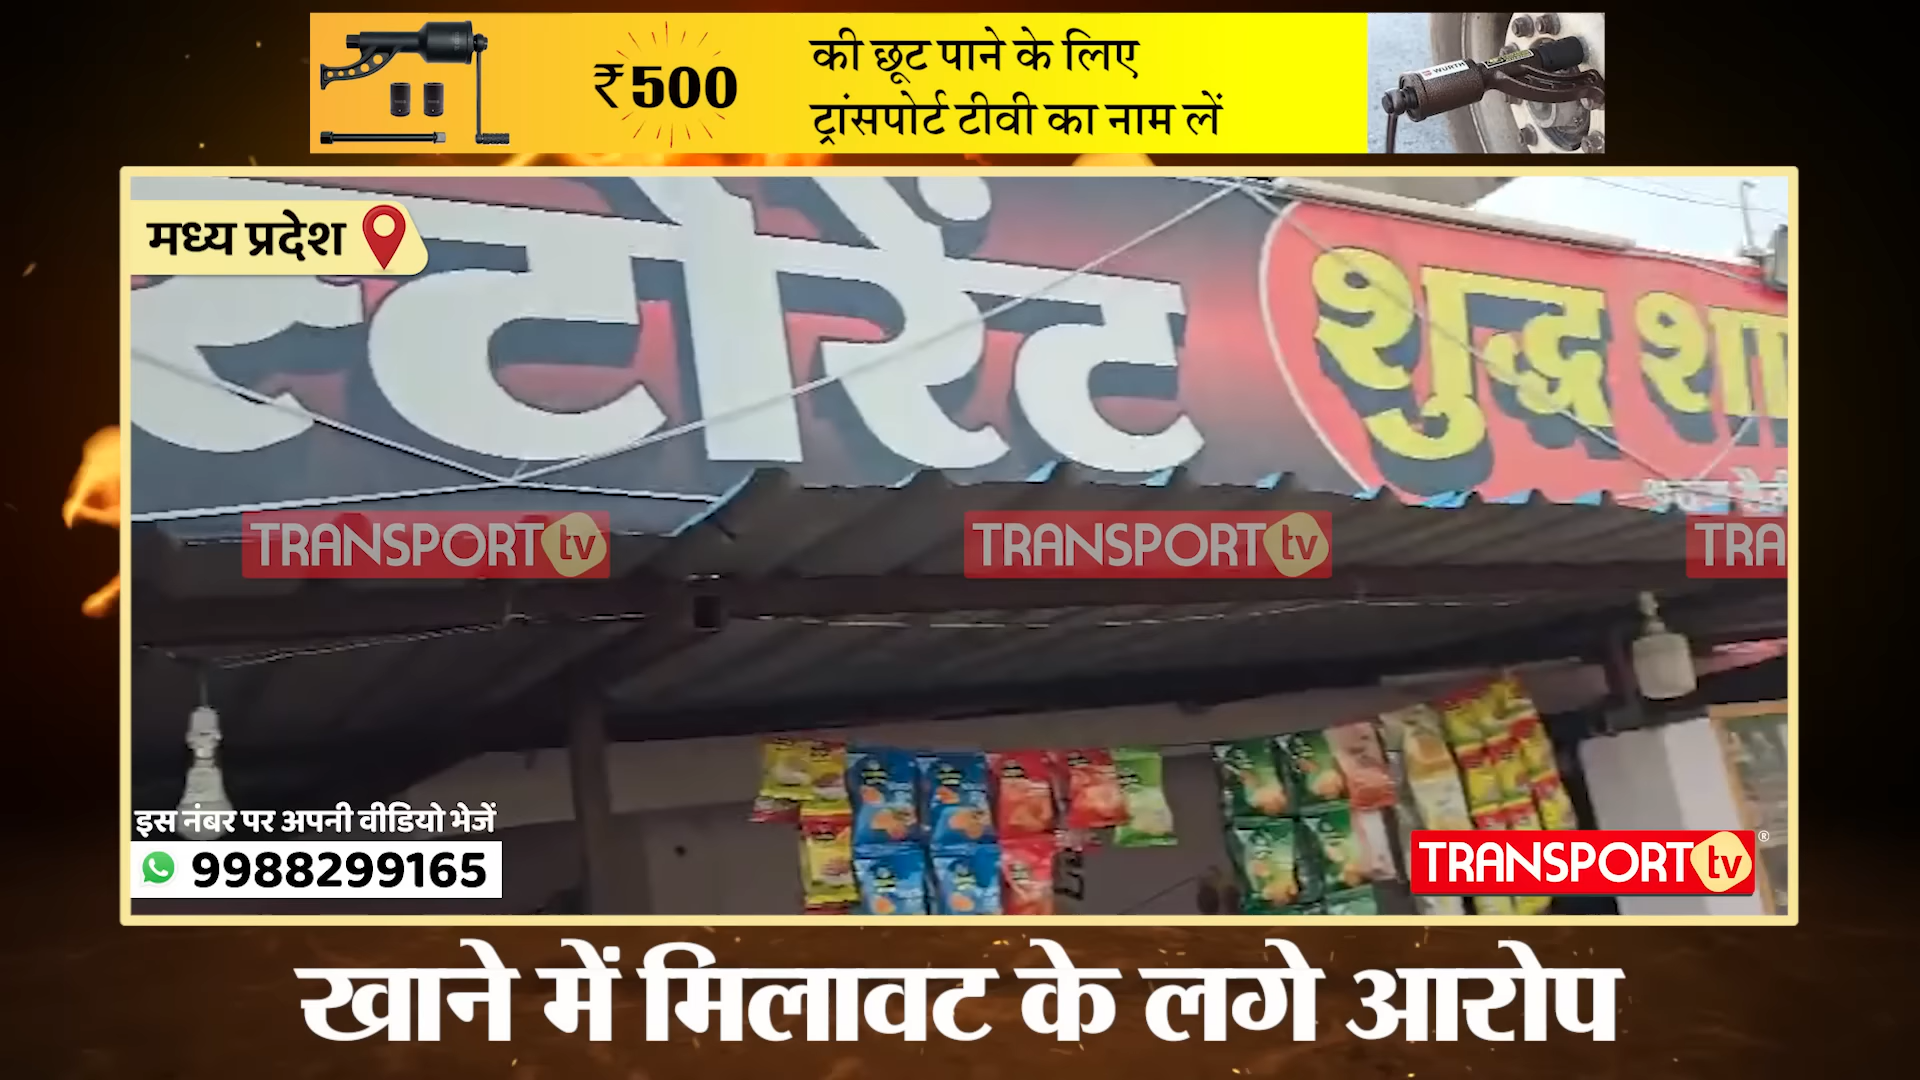 ₹500
की छूट पाने के लिए
ट्रांसपोर्ट टीवी का नाम लें
WURTH
मध्य प्रदेश
स्टोरेंट
शुद्ध शा
TRANSPORT tv
TRANSPORT tv
TRA
इस नंबर पर अपनी वीडियो भेजें
9988299165
TRANSPORT tv ®
खाने में मिलावट के लगे आरोप